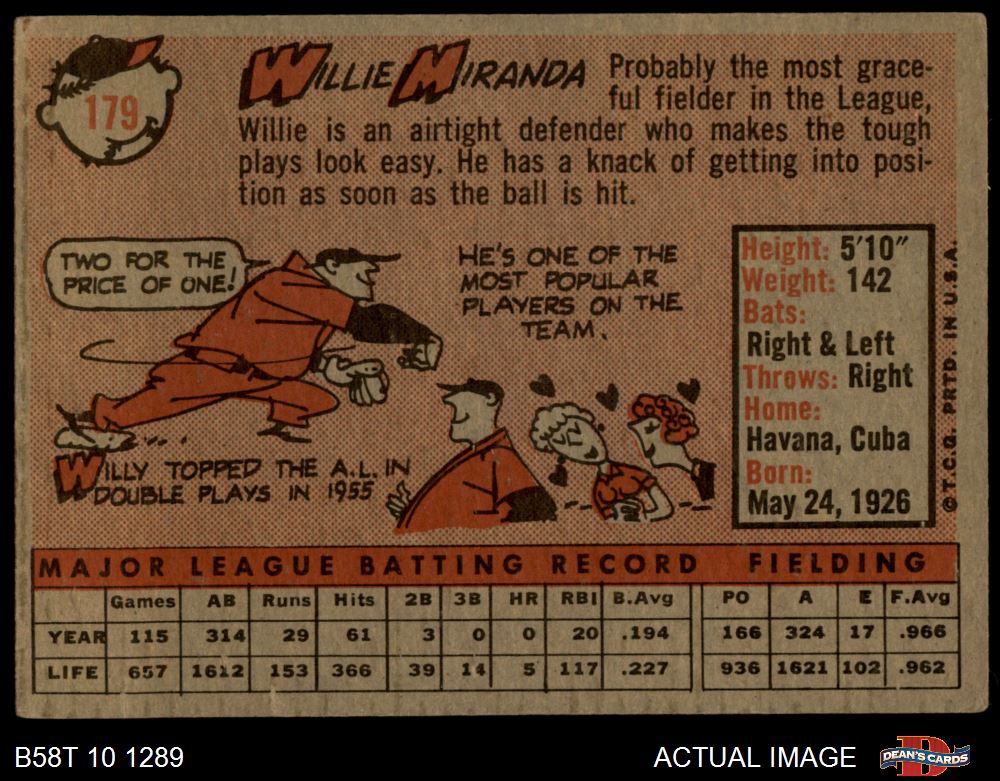 179
WILLIE MIRANDA
Probably the most grace-
ful fielder in the League,
Willie is an airtight defender who makes the tough
plays look easy. He has a knack of getting into posi-
tion as soon as the ball is hit.
TWO FOR THE
PRICE OF ONE!
HE'S ONE OF THE
MOST POPULAR
PLAYERS ON THE
TEAM.
WILLY TOPPED THE A.L. IN
DOUBLE PLAYS IN 1955
Height: 5'10"
Weight: 142
Bats:
Right & Left
Throws: Right
Home:
Havana, Cuba
Born:
May 24, 1926
© T.C.G. PRTD. IN U.S.A.
MAJOR LEAGUE BATTING RECORD FIELDING
Games AB Runs Hits 2B 3B HR RBI B.Avg PO A E F.Avg
YEAR 115 314 29 61 3 0 0 20 .194 166 324 17 .966
LIFE 657 1612 153 366 39 14 5 117 .227 936 1621 102 .962
B58T 10 1289 ACTUAL IMAGE DEAN'S CARDS